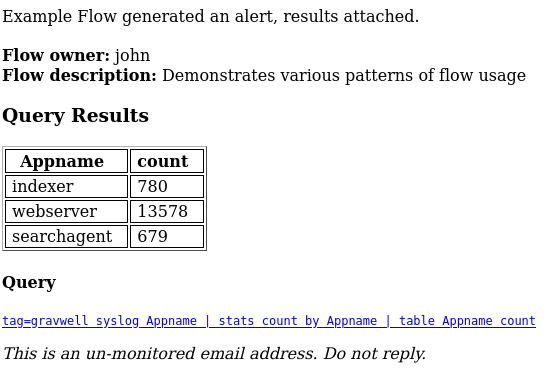 Example Flow generated an alert, results attached.
Flow owner: john
Flow description: Demonstrates various patterns of flow usage
Query Results
Appname count
indexer 780
webserver 13578
searchagent 679
Query
tag=gravwell syslog Appname | stats count by Appname | table Appname count
This is an un-monitored email address. Do not reply.